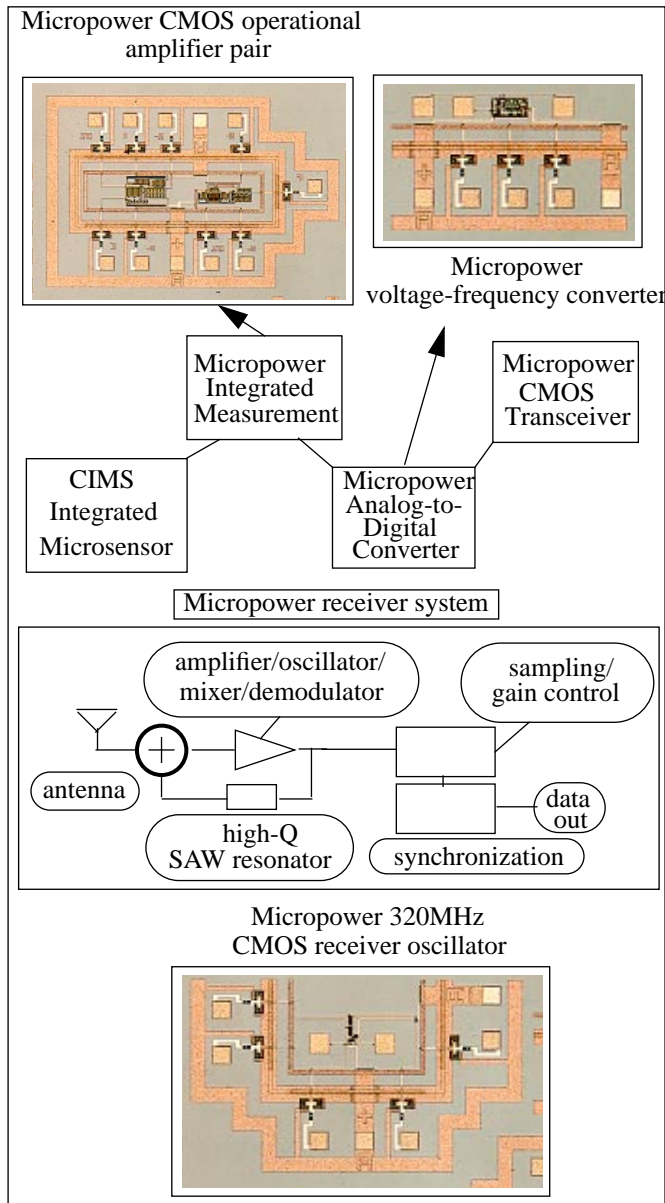 Micropower CMOS operational
amplifier pair
Micropower
voltage-frequency converter
Micropower
Integrated
Measurement
Micropower
CMOS
Transceiver
CIMS
Integrated
Microsensor
Micropower
Analog-to-
Digital
Converter
Micropower receiver system
amplifier/oscillator/
mixer/demodulator
sampling/
gain control
antenna
high-Q
SAW resonator
data
out
synchronization
Micropower 320MHz
CMOS receiver oscillator